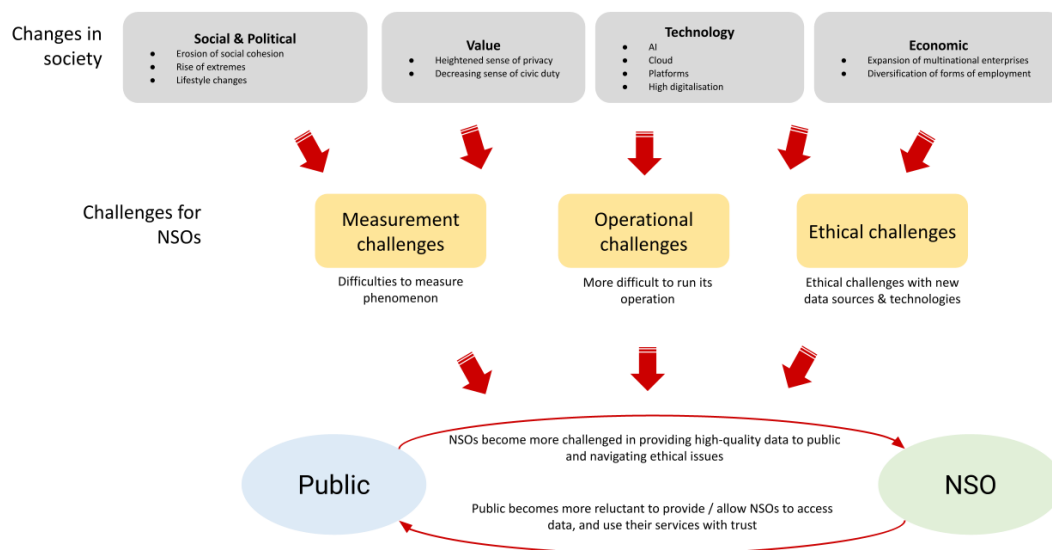 Changes in
society
Social & Political
● Erosion of social cohesion
● Rise of extremes
● Lifestyle changes
Value
● Heightened sense of privacy
● Decreasing sense of civic duty
Technology
● AI
● Cloud
● Platforms
● High digitalisation
Economic
● Expansion of multinational enterprises
● Diversification of forms of employment
Challenges for
NSOs
Measurement
challenges
Difficulties to measure
phenomenon
Operational
challenges
More difficult to run its
operation
Ethical challenges
Ethical challenges with new
data sources & technologies
Public
NSOs become more challenged in providing high-quality data to public
and navigating ethical issues
Public becomes more reluctant to provide / allow NSOs to access
data, and use their services with trust
NSO